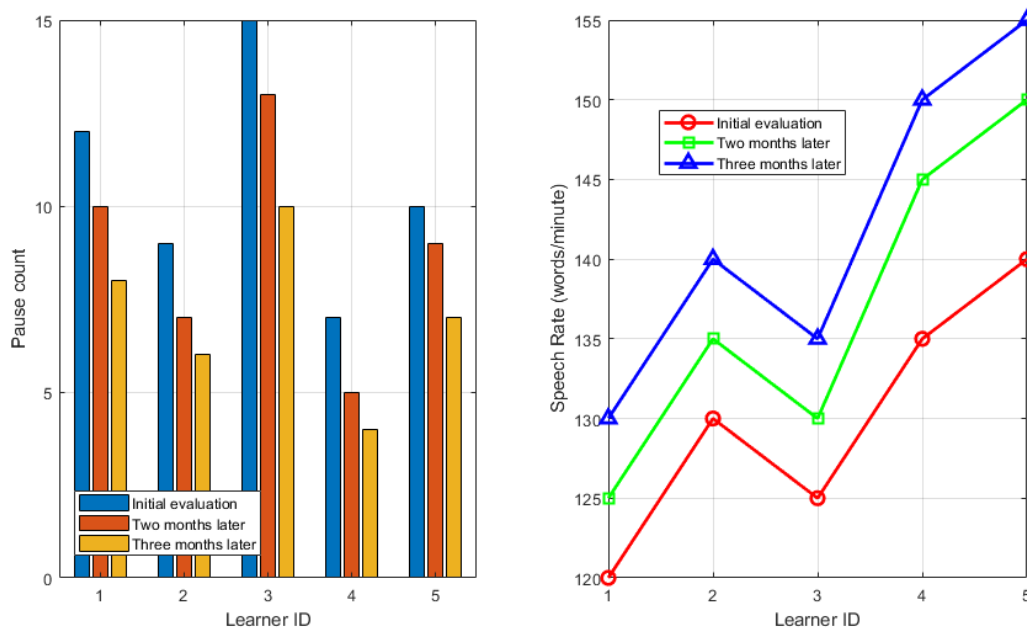 15
10
5
0
Pause count
Initial evaluation
Two months later
Three months later
1 2 3 4 5
Learner ID
155
150
145
140
135
130
125
120
Speech Rate (words/minute)
Initial evaluation
Two months later
Three months later
1 2 3 4 5
Learner ID